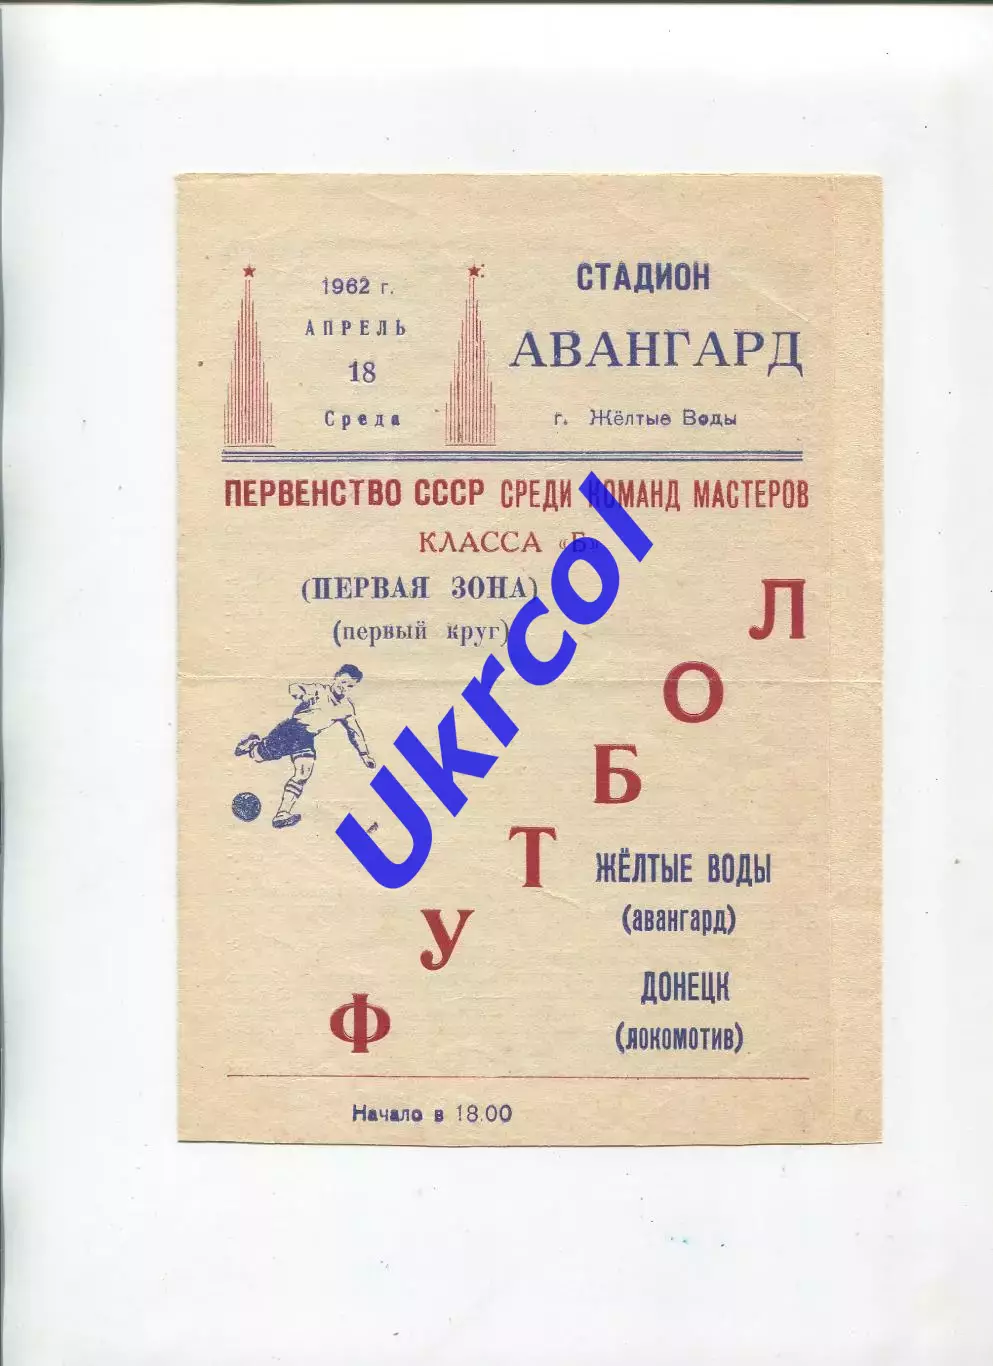 1962 г.
АПРЕЛЬ
18
Среда
СТАДИОН
АВАНГАРД
г. Жёлтые Воды
ПЕРВЕНСТВО СССР СРЕДИ КОМАНД МАСТЕРОВ
КЛАССА «Б»
(ПЕРВАЯ ЗОНА)
(первый круг)
ФУТБОЛ
ЖЁЛТЫЕ ВОДЫ
(авангард)
ДОНЕЦК
(локомотив)
Начало в 18.00
Ukrcol